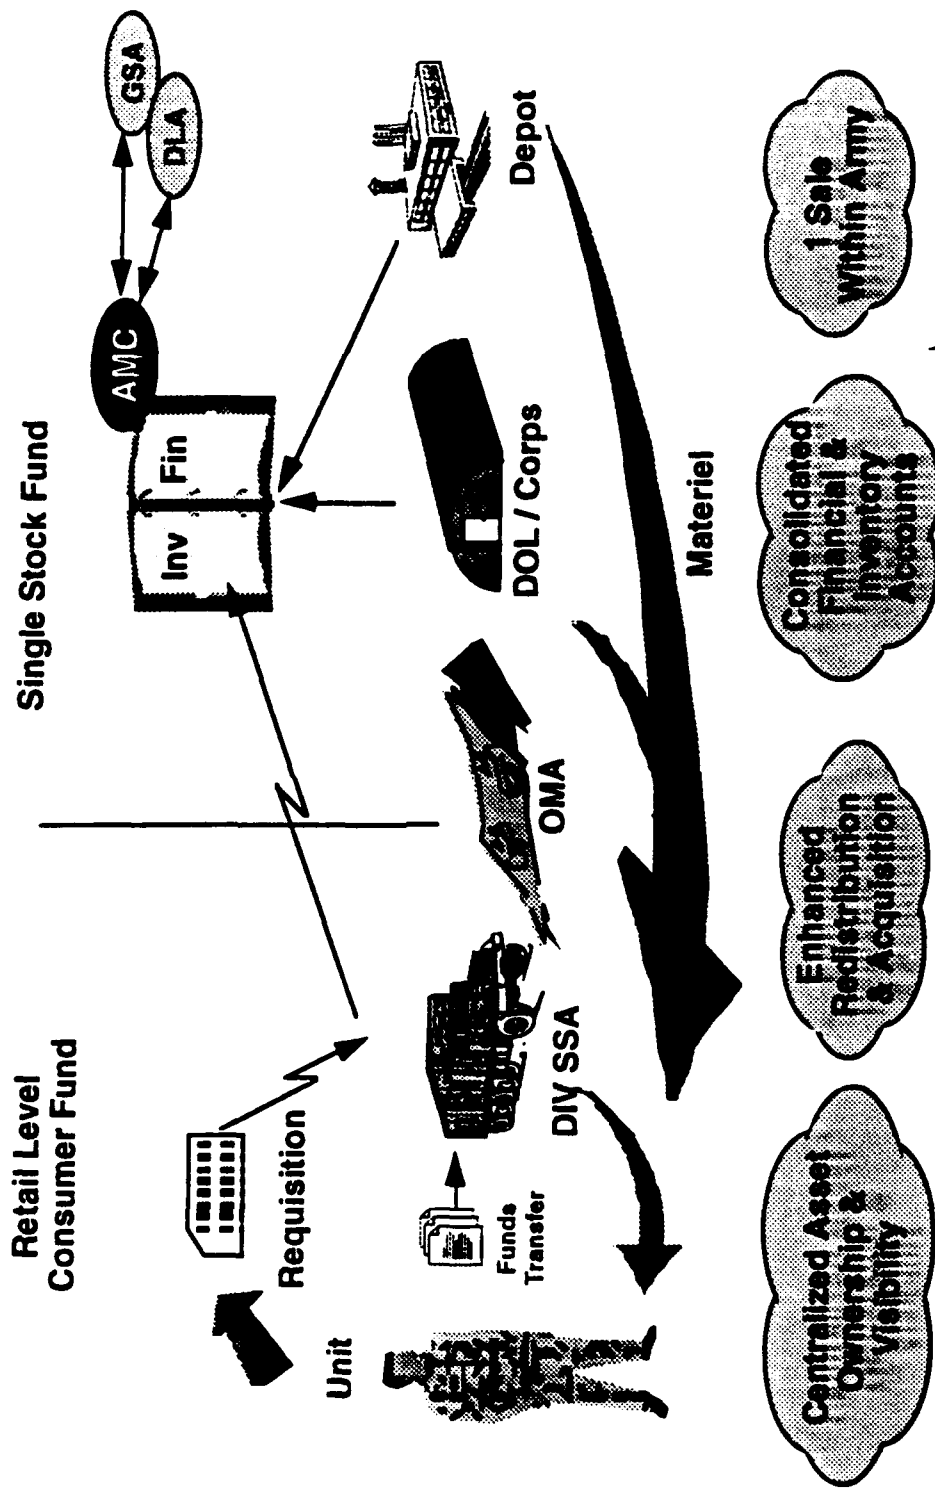 Retail Level
Consumer Fund
Single Stock Fund
GSA
DLA
AMC
Inv
Fin
Requisition
Unit
Funds
Transfer
DIV SSA
OMA
DOL / Corps
Depot
Materiel
Centralized Asset
Ownership &
Visibility
Enhanced
Redistribution
& Acquisition
Consolidated
Financial &
Inventory
Accounts
1 Sale
Within Army